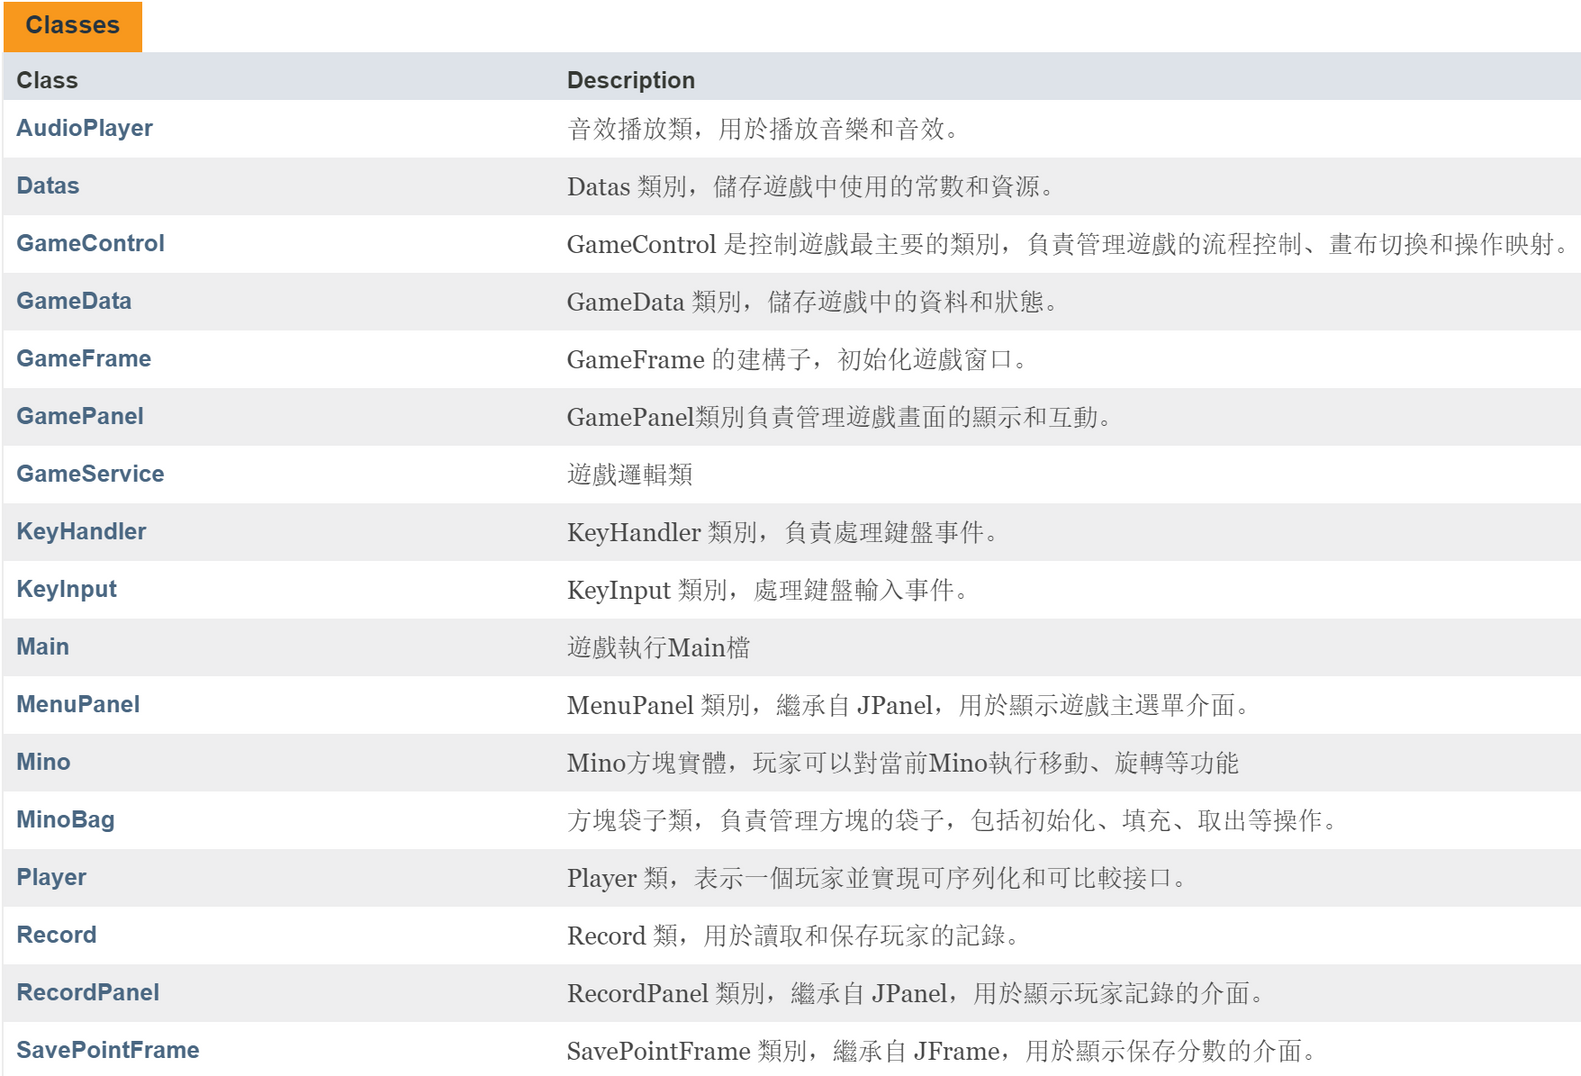 Classes
Class Description
AudioPlayer 音效播放類，用於播放音樂和音效。
Datas Datas 類別，儲存遊戲中使用的常數和資源。
GameControl GameControl 是控制遊戲最主要的類別，負責管理遊戲的流程控制、畫布切換和操作映射。
GameData GameData 類別，儲存遊戲中的資料和狀態。
GameFrame GameFrame 的建構子，初始化遊戲窗口。
GamePanel GamePanel類別負責管理遊戲畫面的顯示和互動。
GameService 遊戲邏輯類
KeyHandler KeyHandler 類別，負責處理鍵盤事件。
KeyInput KeyInput 類別，處理鍵盤輸入事件。
Main 遊戲執行Main檔
MenuPanel MenuPanel 類別，繼承自 JPanel，用於顯示遊戲主選單介面。
Mino Mino方塊實體，玩家可以對當前Mino執行移動、旋轉等功能
MinoBag 方塊袋子類，負責管理方塊的袋子，包括初始化、填充、取出等操作。
Player Player 類，表示一個玩家並實現可序列化和可比較接口。
Record Record 類，用於讀取和保存玩家的記錄。
RecordPanel RecordPanel 類別，繼承自 JPanel，用於顯示玩家記錄的介面。
SavePointFrame SavePointFrame 類別，繼承自 JFrame，用於顯示保存分數的介面。